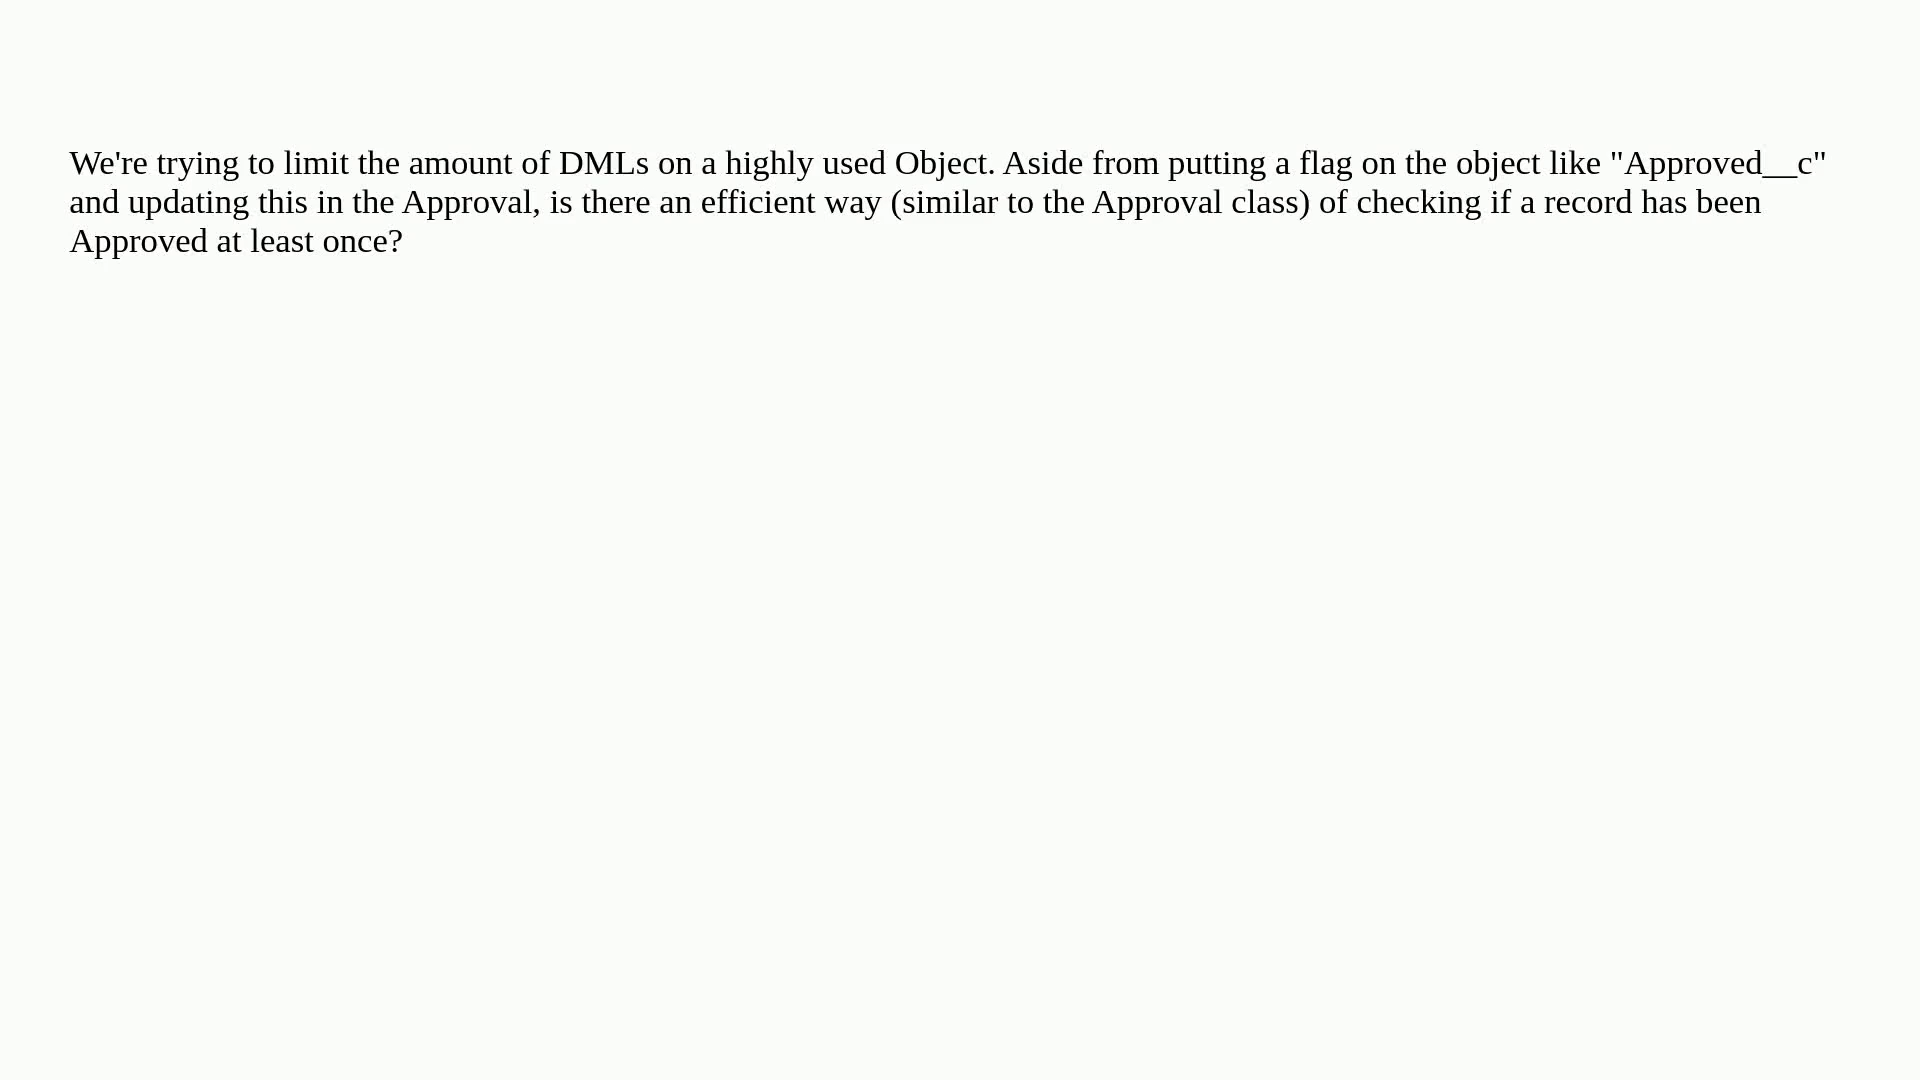 We're trying to limit the amount of DMLs on a highly used Object. Aside from putting a flag on the object like "Approved__c"
and updating this in the Approval, is there an efficient way (similar to the Approval class) of checking if a record has been
Approved at least once?